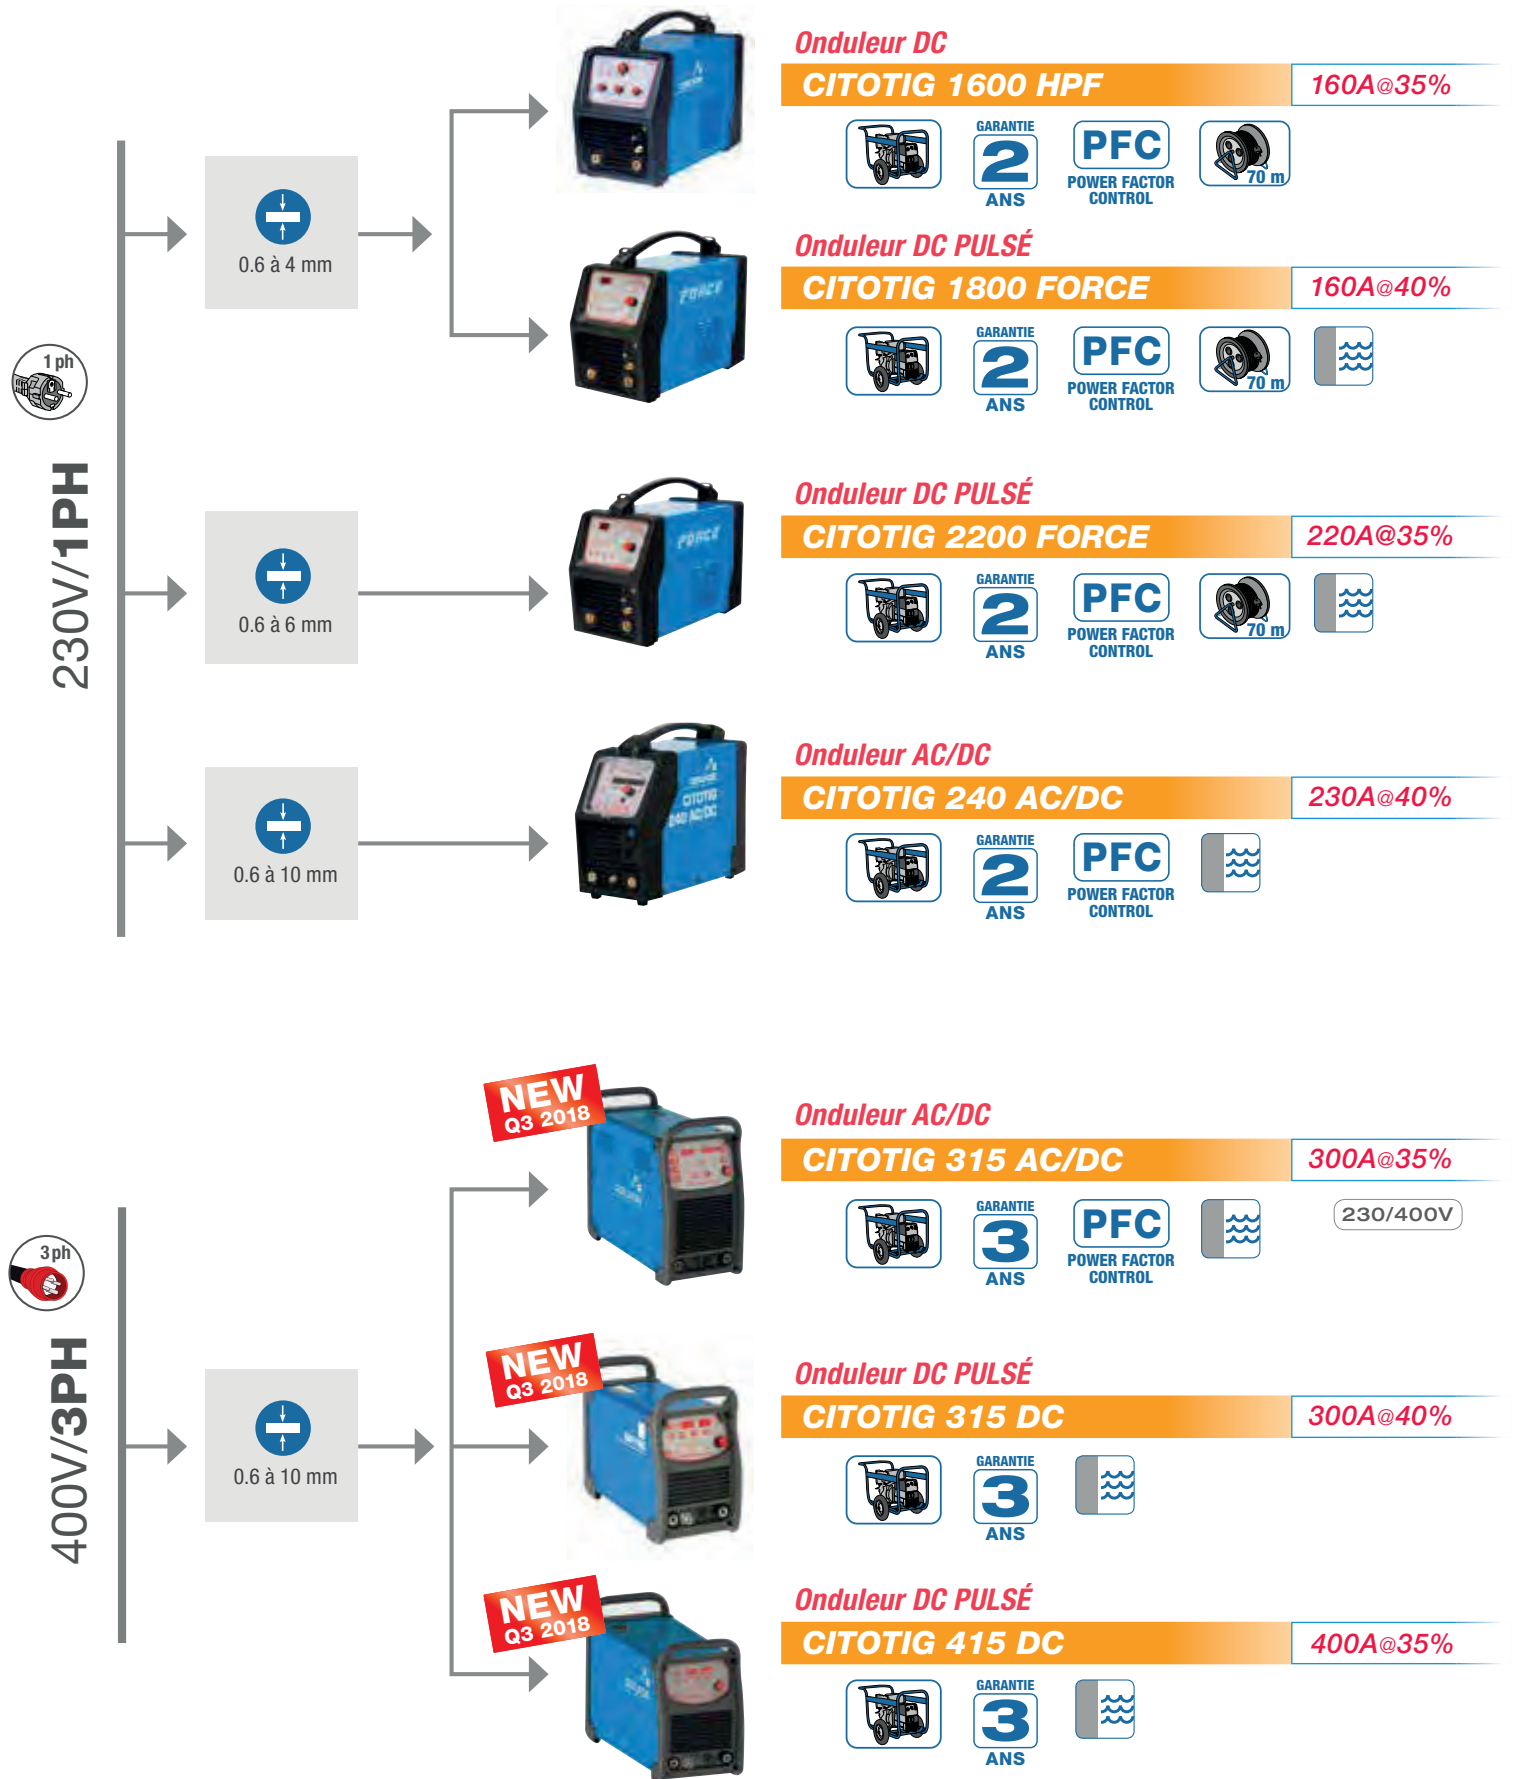 Onduleur DC
CITOTIG 1600 HPF
160A@35%
GARANTIE
2
ANS
PFC
POWER FACTOR
CONTROL
70 m
0.6 à 4 mm
Onduleur DC PULSÉ
CITOTIG 1800 FORCE
160A@40%
FORCE
GARANTIE
2
ANS
PFC
POWER FACTOR
CONTROL
70 m
1 ph
230V/1PH
Onduleur DC PULSÉ
CITOTIG 2200 FORCE
220A@35%
FORCE
0.6 à 6 mm
GARANTIE
2
ANS
PFC
POWER FACTOR
CONTROL
70 m
Onduleur AC/DC
CITOTIG 240 AC/DC
230A@40%
CITOTIG
240 AC/DC
0.6 à 10 mm
GARANTIE
2
ANS
PFC
POWER FACTOR
CONTROL
NEW
Q3 2018
Onduleur AC/DC
CITOTIG 315 AC/DC
300A@35%
GARANTIE
3
ANS
PFC
POWER FACTOR
CONTROL
230/400V
3 ph
400V/3PH
NEW
Q3 2018
Onduleur DC PULSÉ
CITOTIG 315 DC
300A@40%
0.6 à 10 mm
GARANTIE
3
ANS
NEW
Q3 2018
Onduleur DC PULSÉ
CITOTIG 415 DC
400A@35%
GARANTIE
3
ANS